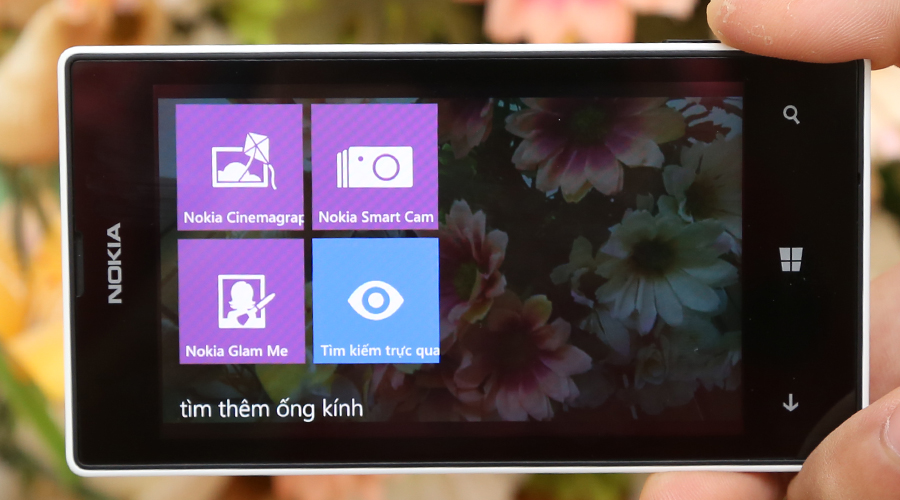 NOKIA
Nokia Cinemagrap
Nokia Smart Cam
Nokia Glam Me
Tìm kiếm trực qua
tìm thêm ống kính